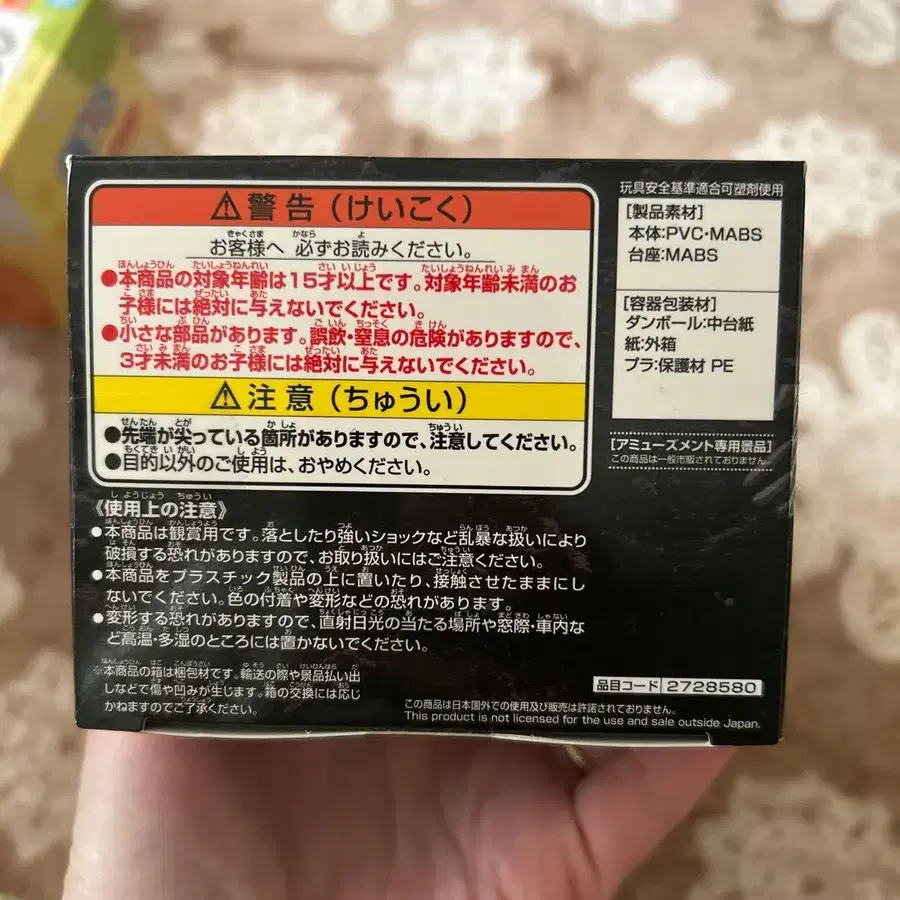 ⚠警告（けいこく）
お客様へ 必ずお読みください。
●本商品の対象年齢は15才以上です。対象年齢未満のお
子様には絶対に与えないでください。
●小さな部品があります。誤飲・窒息の危険がありますので、
3才未満のお子様には絶対に与えないでください。
⚠注意（ちゅうい）
●先端が尖っている箇所がありますので、注意してください。
●目的以外のご使用は、おやめください。
《使用上の注意》
●本商品は観賞用です。落としたり強いショックなど乱暴な扱いにより
破損する恐れがありますので、お取り扱いにはご注意ください。
●本商品をプラスチック製品の上に置いたり、接触させたままにし
ないでください。色の付着や変形などの恐れがあります。
●変形する恐れがありますので、直射日光の当たる場所や窓際・車内な
ど高温・多湿のところには置かないでください。
※本商品の箱は梱包材です。輸送の際や景品払い出
しなどで傷や凹みが生じます。箱の交換には応じ
かねますのでご了承ください。
玩具安全基準適合可塑剤使用
[製品素材]
本体:PVC・MABS
台座:MABS
[容器包装材]
ダンボール:中台紙
紙:外箱
プラ:保護材 PE
[アミューズメント専用景品]
この商品は一般市販されておりません。
品目コード 2728580
この商品は日本国外での使用及び販売は許諾されておりません。
This product is not licensed for the use and sale outside Japan.